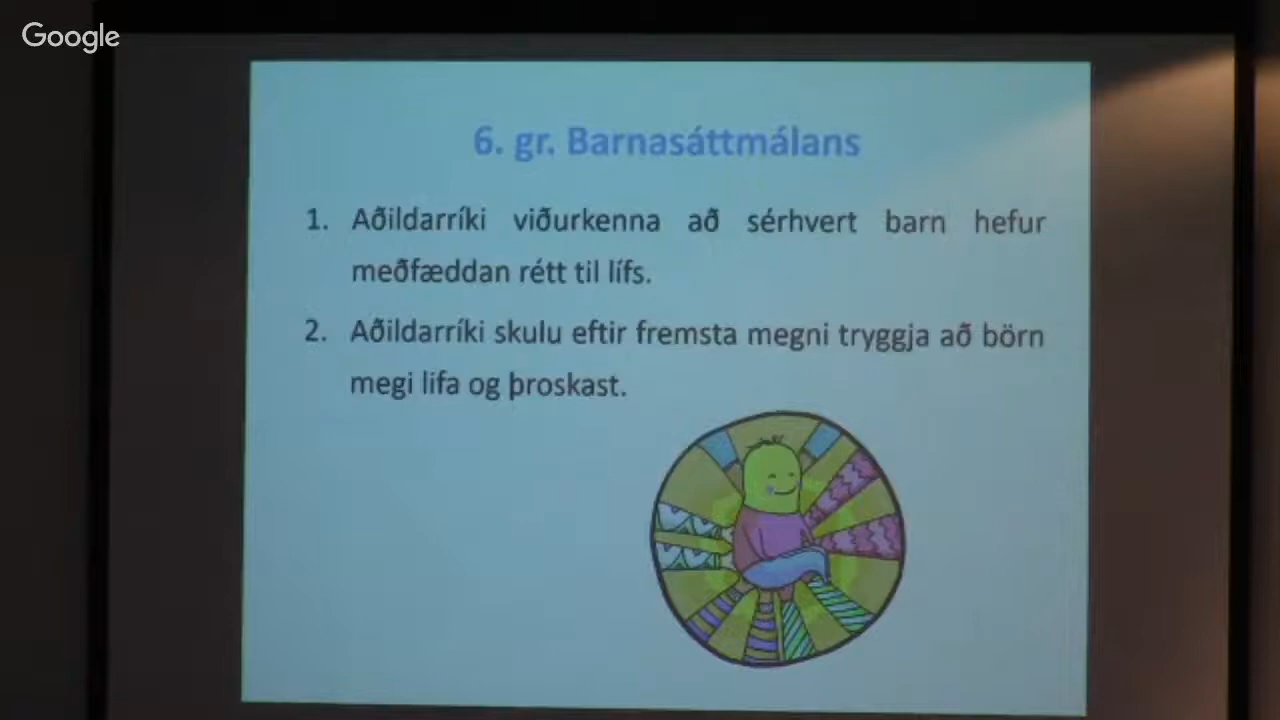 Google
6. gr. Barnasáttmálans
1. Aðildarríki viðurkenna að sérhvert barn hefur
meðfæddan rétt til lífs.
2. Aðildarríki skulu eftir fremsta megni tryggja að börn
megi lifa og þroskast.